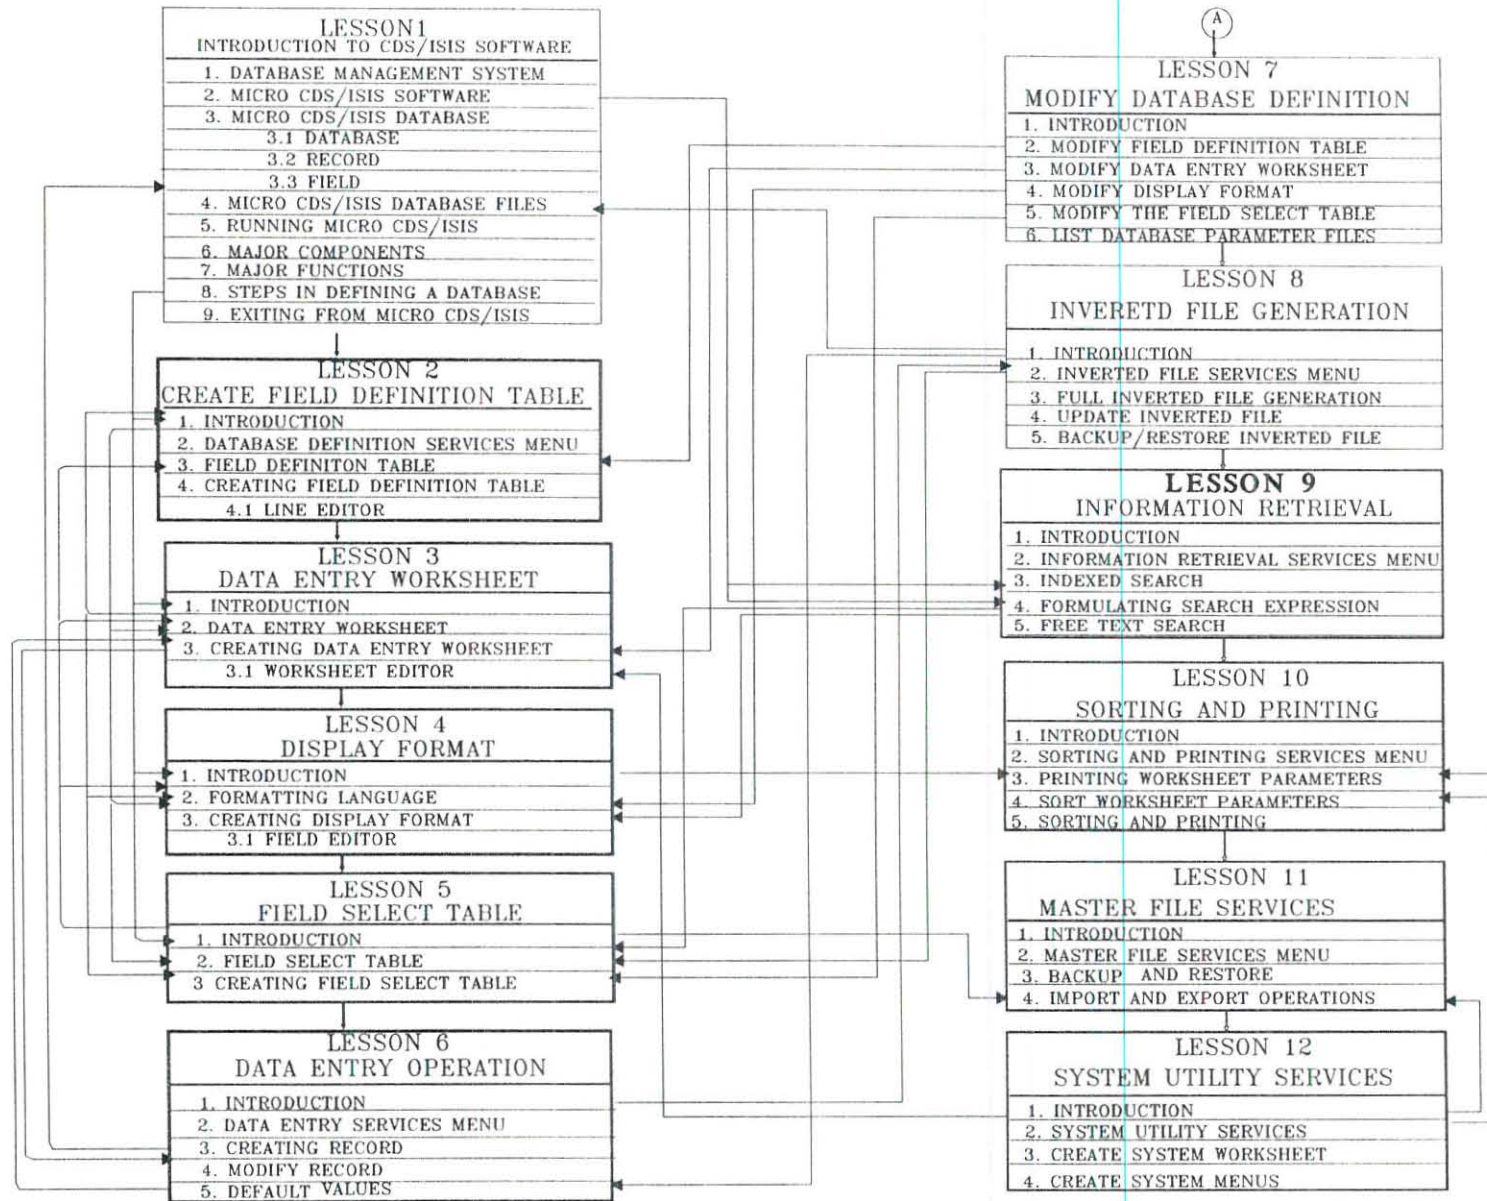 LESSON1
INTRODUCTION TO CDS/ISIS SOFTWARE
1. DATABASE MANAGEMENT SYSTEM
2. MICRO CDS/ISIS SOFTWARE
3. MICRO CDS/ISIS DATABASE
3.1 DATABASE
3.2 RECORD
3.3 FIELD
4. MICRO CDS/ISIS DATABASE FILES
5. RUNNING MICRO CDS/ISIS
6. MAJOR COMPONENTS
7. MAJOR FUNCTIONS
8. STEPS IN DEFINING A DATABASE
9. EXITING FROM MICRO CDS/ISIS
LESSON 2
CREATE FIELD DEFINITION TABLE
1. INTRODUCTION
2. DATABASE DEFINITION SERVICES MENU
3. FIELD DEFINITON TABLE
4. CREATING FIELD DEFINITION TABLE
4.1 LINE EDITOR
LESSON 3
DATA ENTRY WORKSHEET
1. INTRODUCTION
2. DATA ENTRY WORKSHEET
3. CREATING DATA ENTRY WORKSHEET
3.1 WORKSHEET EDITOR
LESSON 4
DISPLAY FORMAT
1. INTRODUCTION
2. FORMATTING LANGUAGE
3. CREATING DISPLAY FORMAT
3.1 FIELD EDITOR
LESSON 5
FIELD SELECT TABLE
1. INTRODUCTION
2. FIELD SELECT TABLE
3 CREATING FIELD SELECT TABLE
LESSON 6
DATA ENTRY OPERATION
1. INTRODUCTION
2. DATA ENTRY SERVICES MENU
3. CREATING RECORD
4. MODIFY RECORD
5. DEFAULT VALUES
A
LESSON 7
MODIFY DATABASE DEFINITION
1. INTRODUCTION
2. MODIFY FIELD DEFINITION TABLE
3. MODIFY DATA ENTRY WORKSHEET
4. MODIFY DISPLAY FORMAT
5. MODIFY THE FIELD SELECT TABLE
6. LIST DATABASE PARAMETER FILES
LESSON 8
INVERETD FILE GENERATION
1. INTRODUCTION
2. INVERTED FILE SERVICES MENU
3. FULL INVERTED FILE GENERATION
4. UPDATE INVERTED FILE
5. BACKUP/RESTORE INVERTED FILE
LESSON 9
INFORMATION RETRIEVAL
1. INTRODUCTION
2. INFORMATION RETRIEVAL SERVICES MENU
3. INDEXED SEARCH
4. FORMULATING SEARCH EXPRESSION
5. FREE TEXT SEARCH
LESSON 10
SORTING AND PRINTING
1. INTRODUCTION
2. SORTING AND PRINTING SERVICES MENU
3. PRINTING WORKSHEET PARAMETERS
4. SORT WORKSHEET PARAMETERS
5. SORTING AND PRINTING
LESSON 11
MASTER FILE SERVICES
1. INTRODUCTION
2. MASTER FILE SERVICES MENU
3. BACKUP AND RESTORE
4. IMPORT AND EXPORT OPERATIONS
LESSON 12
SYSTEM UTILITY SERVICES
1. INTRODUCTION
2. SYSTEM UTILITY SERVICES
3. CREATE SYSTEM WORKSHEET
4. CREATE SYSTEM MENUS